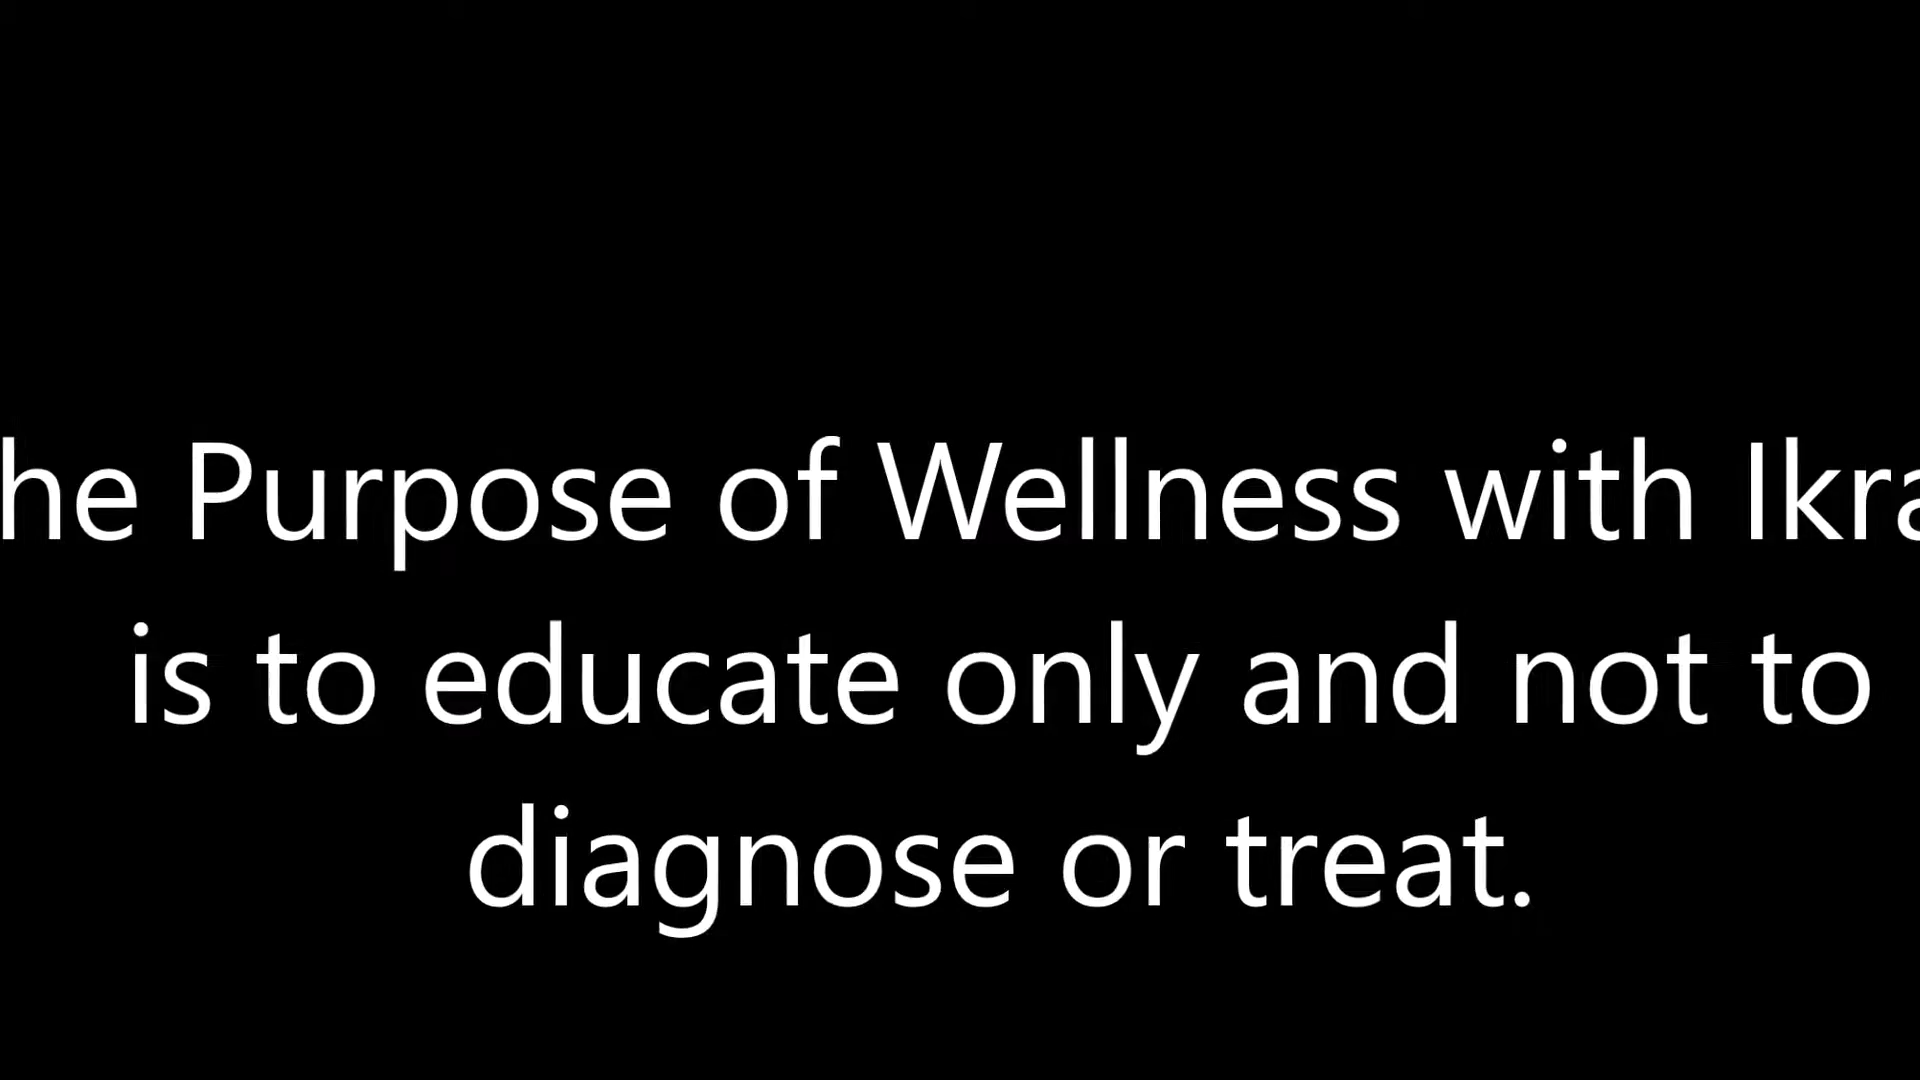 he Purpose of Wellness with Ikra
is to educate only and not to
diagnose or treat.